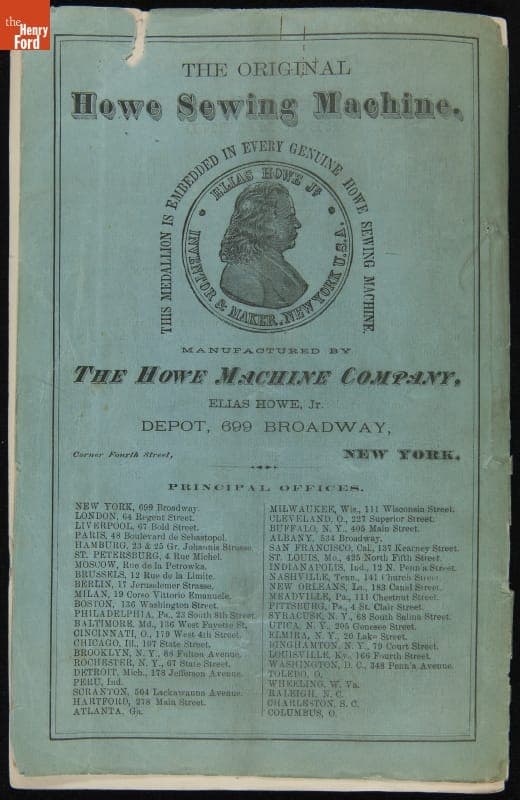 the
Henry
Ford
THE ORIGINAL
Howe Sewing Machine.
THIS MEDALLION IS EMBEDDED IN EVERY GENUINE HOWE SEWING MACHINE.
ELIAS HOWE JR.
INVENTOR & MAKER, NEW YORK U.S.A.
MANUFACTURED BY
THE HOWE MACHINE COMPANY,
ELIAS HOWE, Jr.
DEPOT, 699 BROADWAY,
Corner Fourth Street, NEW YORK.
PRINCIPAL OFFICES.
NEW YORK, 699 Broadway.
LONDON, 64 Regent Street.
LIVERPOOL, 67 Bold Street.
PARIS, 48 Boulevard de Sebastopol.
HAMBURG, 23 & 25 Gr. Johannis Strasse.
ST. PETERSBURG, 4 Rue Michel.
MOSCOW, Rue de la Petrowka.
BRUSSELS, 12 Rue de la Limite.
BERLIN, 17 Jerusalemer Strasse.
MILAN, 19 Corso Vittorio Emanuele.
BOSTON, 136 Washington Street.
PHILADELPHIA, Pa., 23 South 8th Street.
BALTIMORE, Md., 136 West Fayette St.
CINCINNATI, O., 179 West 4th Street.
CHICAGO, Ill., 107 State Street.
BROOKLYN, N. Y., 88 Fulton Avenue.
ROCHESTER, N. Y., 67 State Street.
DETROIT, Mich., 178 Jefferson Avenue.
PERU, Ind.
SCRANTON, 504 Lackawanna Avenue.
HARTFORD, 278 Main Street.
ATLANTA, Ga.
MILWAUKEE, Wis., 111 Wisconsin Street.
CLEVELAND, O., 227 Superior Street.
BUFFALO, N. Y., 405 Main Street.
ALBANY, 534 Broadway.
SAN FRANCISCO, Cal., 137 Kearney Street.
ST. LOUIS, Mo., 425 North Fifth Street.
INDIANAPOLIS, Ind., 12 N. Penn'a Street.
NASHVILLE, Tenn., 141 Church Street.
NEW ORLEANS, La., 183 Canal Street.
MEADVILLE, Pa., 111 Chestnut Street.
PITTSBURG, Pa., 4 St. Clair Street.
SYRACUSE, N. Y., 68 South Salina Street.
UTICA, N. Y., 205 Genesee Street.
ELMIRA, N. Y., 26 Lake Street.
BINGHAMTON, N. Y., 79 Court Street.
LOUISVILLE, Ky., 166 Fourth Street.
WASHINGTON, D. C., 348 Penn'a Avenue.
TOLEDO, O.
WHEELING, W. Va.
RALEIGH, N. C.
CHARLESTON, S. C.
COLUMBUS, O.